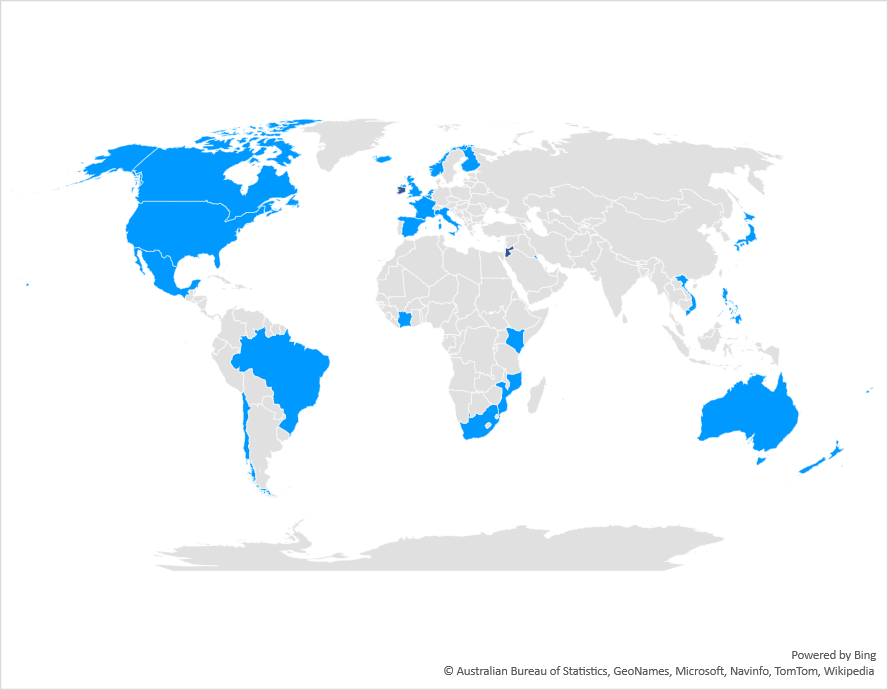 Powered by Bing
© Australian Bureau of Statistics, GeoNames, Microsoft, Navinfo, TomTom, Wikipedia